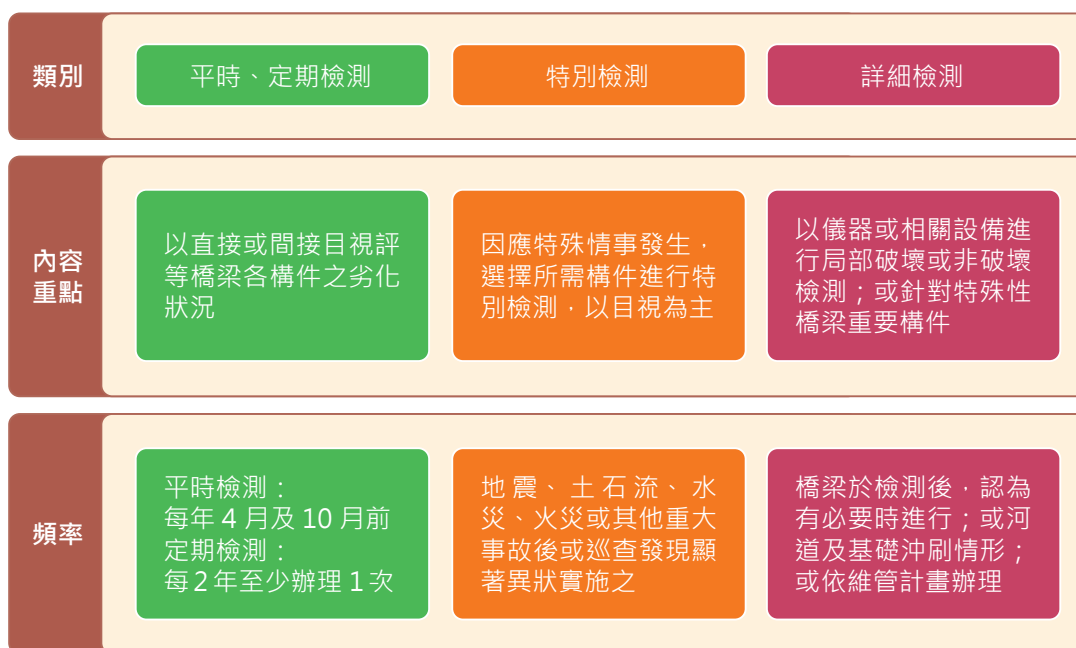 類別
平時、定期檢測
特別檢測
詳細檢測
內容
重點
以直接或間接目視評
等橋梁各構件之劣化
狀況
因應特殊情事發生，
選擇所需構件進行特
別檢測，以目視為主
以儀器或相關設備進
行局部破壞或非破壞
檢測；或針對特殊性
橋梁重要構件
頻率
平時檢測：
每年 4 月及 10 月前
定期檢測：
每 2 年至少辦理 1 次
地震、土石流、水
災、火災或其他重大
事故後或巡查發現顯
著異狀實施之
橋梁於檢測後，認為
有必要時進行；或河
道及基礎沖刷情形；
或依維管計畫辦理